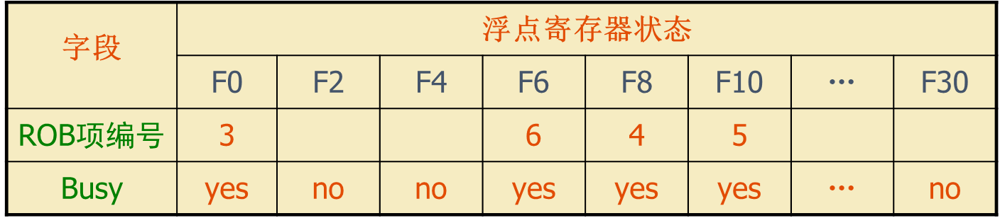 字段 浮点寄存器状态
F0 F2 F4 F6 F8 F10 … F30
ROB项编号 3 6 4 5
Busy yes no no yes yes yes … no